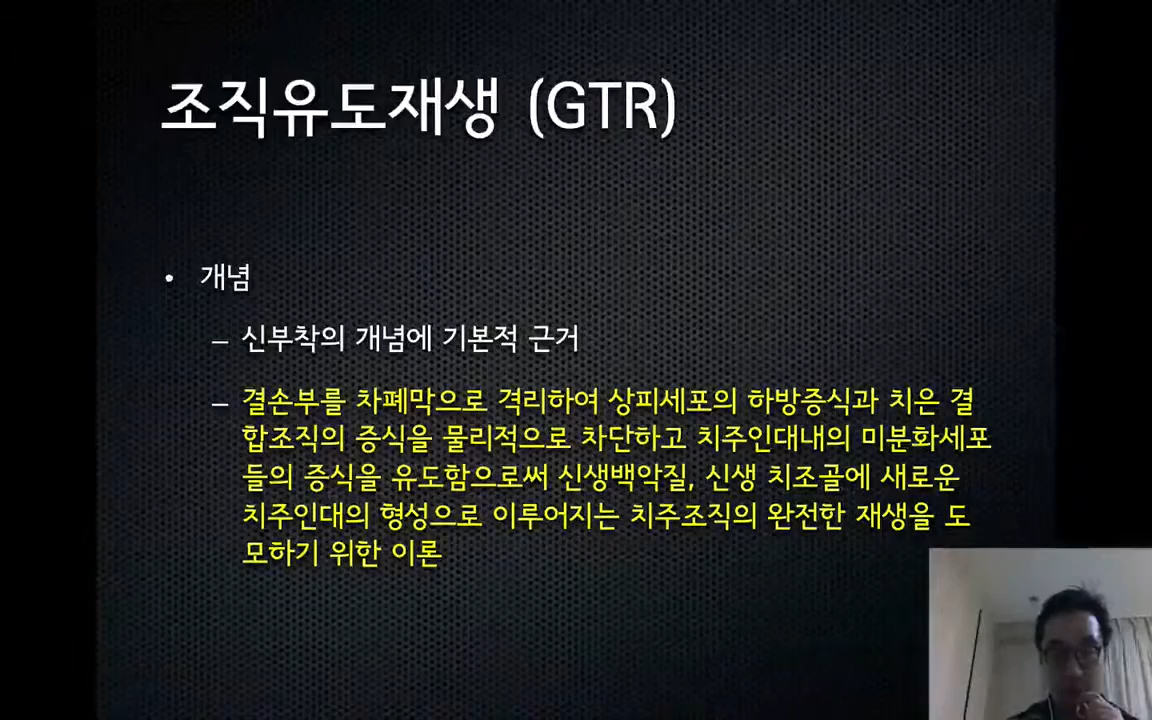 조직유도재생 (GTR)
• 개념
– 신부착의 개념에 기본적 근거
– 결손부를 차폐막으로 격리하여 상피세포의 하방증식과 치은 결
합조직의 증식을 물리적으로 차단하고 치주인대내의 미분화세포
들의 증식을 유도함으로써 신생백악질, 신생 치조골에 새로운
치주인대의 형성으로 이루어지는 치주조직의 완전한 재생을 도
모하기 위한 이론